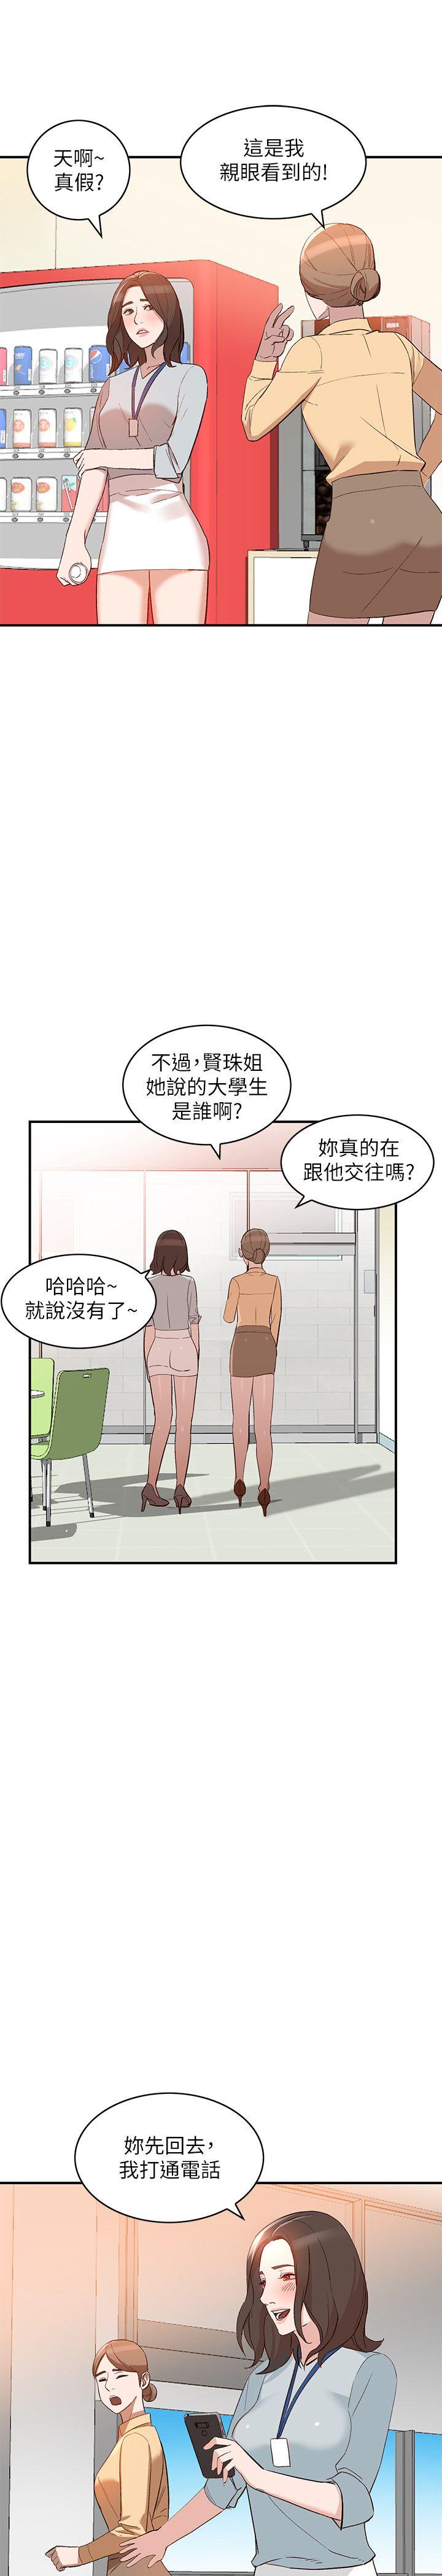 天啊~
真假?
這是我
親眼看到的!
不過,賢珠姐
她說的大學生
是誰啊?
妳真的在
跟他交往嗎?
哈哈哈~
就說沒有了~
妳先回去,
我打通電話